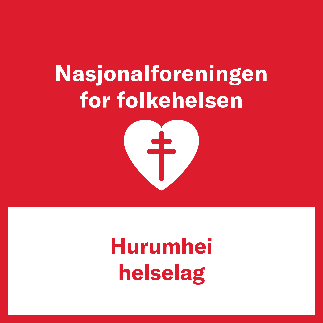 Nasjonalforeningen
for folkehelsen
Hurumhei
helselag